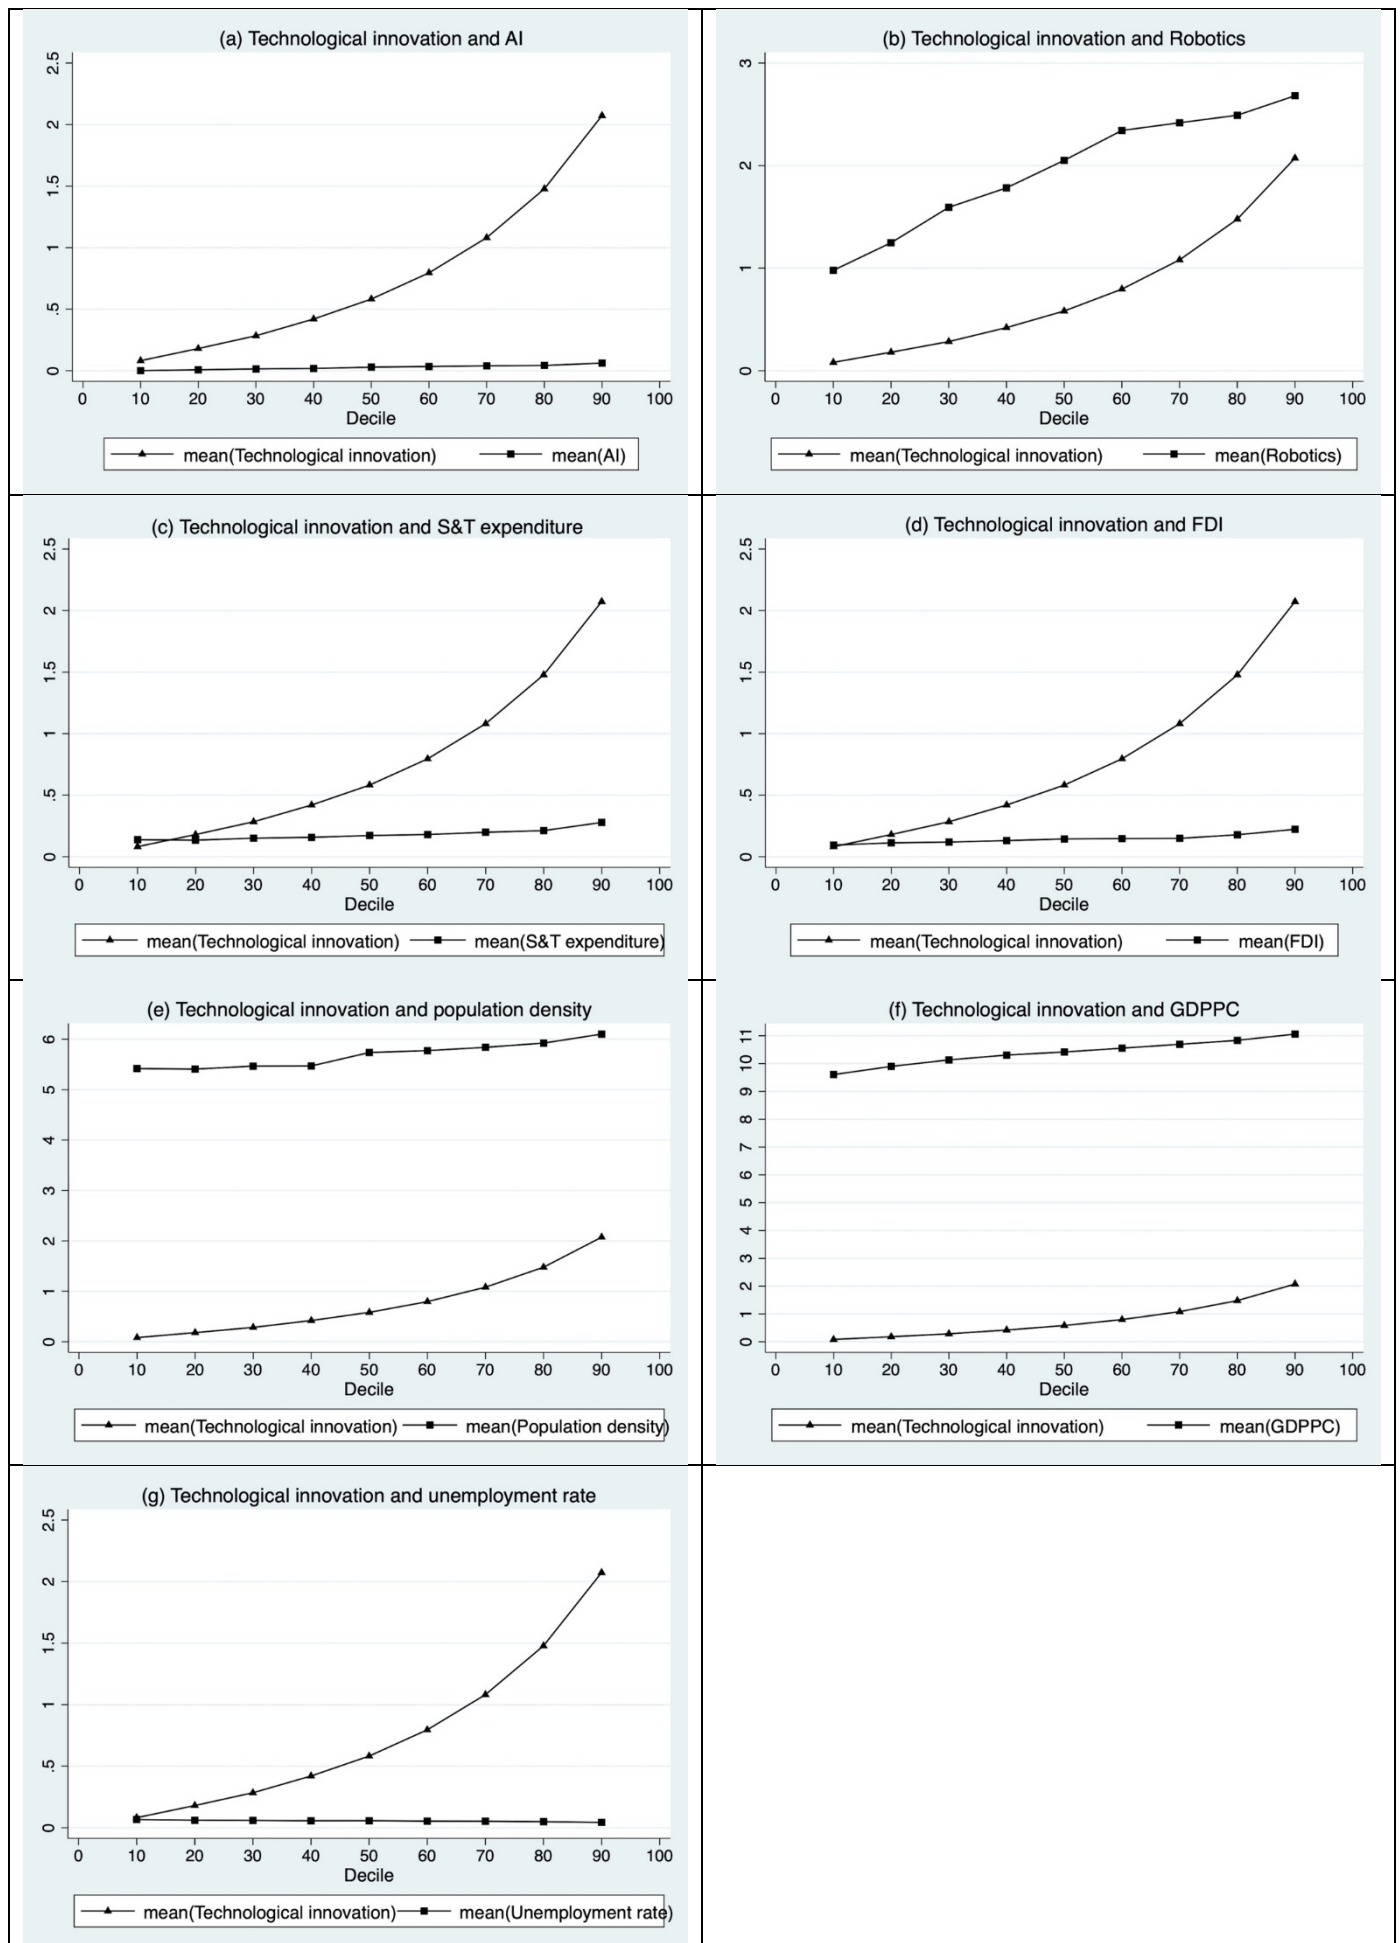 (a) Technological innovation and AI
2.5
2
1.5
1
.5
0
0 10 20 30 40 50 60 70 80 90 100
Decile
mean(Technological innovation) mean(AI)
(b) Technological innovation and Robotics
3
2
1
0
0 10 20 30 40 50 60 70 80 90 100
Decile
mean(Technological innovation) mean(Robotics)
(c) Technological innovation and S&T expenditure
2.5
2
1.5
1
.5
0
0 10 20 30 40 50 60 70 80 90 100
Decile
mean(Technological innovation) mean(S&T expenditure)
(d) Technological innovation and FDI
2.5
2
1.5
1
.5
0
0 10 20 30 40 50 60 70 80 90 100
Decile
mean(Technological innovation) mean(FDI)
(e) Technological innovation and population density
6
5
4
3
2
1
0
0 10 20 30 40 50 60 70 80 90 100
Decile
mean(Technological innovation) mean(Population density)
(f) Technological innovation and GDPPC
11
10
9
8
7
6
5
4
3
2
1
0
0 10 20 30 40 50 60 70 80 90 100
Decile
mean(Technological innovation) mean(GDPPC)
(g) Technological innovation and unemployment rate
2.5
2
1.5
1
.5
0
0 10 20 30 40 50 60 70 80 90 100
Decile
mean(Technological innovation) mean(Unemployment rate)